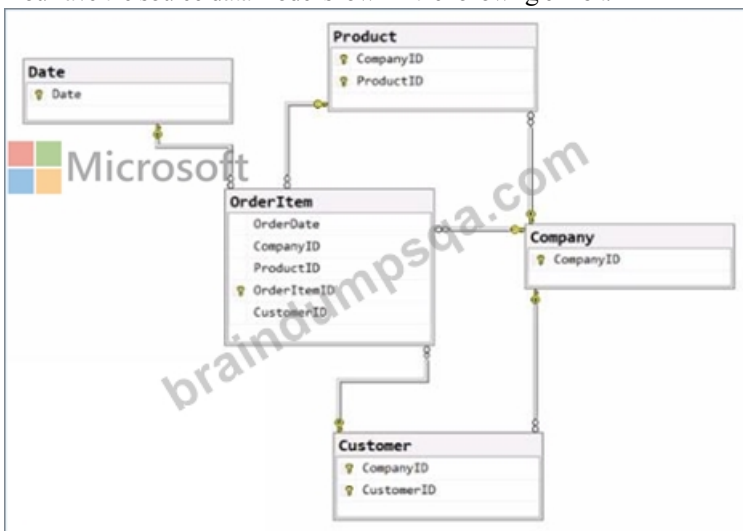 Product
CompanyID
ProductID
Date
Date
Microsoft
OrderItem
OrderDate
CompanyID
ProductID
OrderItemID
CustomerID
Company
CompanyID
Customer
CompanyID
CustomerID
braindumpsqa.com